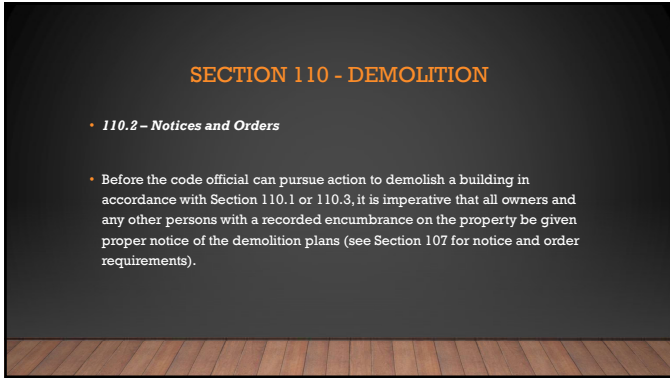 SECTION 110 - DEMOLITION
• 110.2 – Notices and Orders
• Before the code official can pursue action to demolish a building in
accordance with Section 110.1 or 110.3, it is imperative that all owners and
any other persons with a recorded encumbrance on the property be given
proper notice of the demolition plans (see Section 107 for notice and order
requirements).